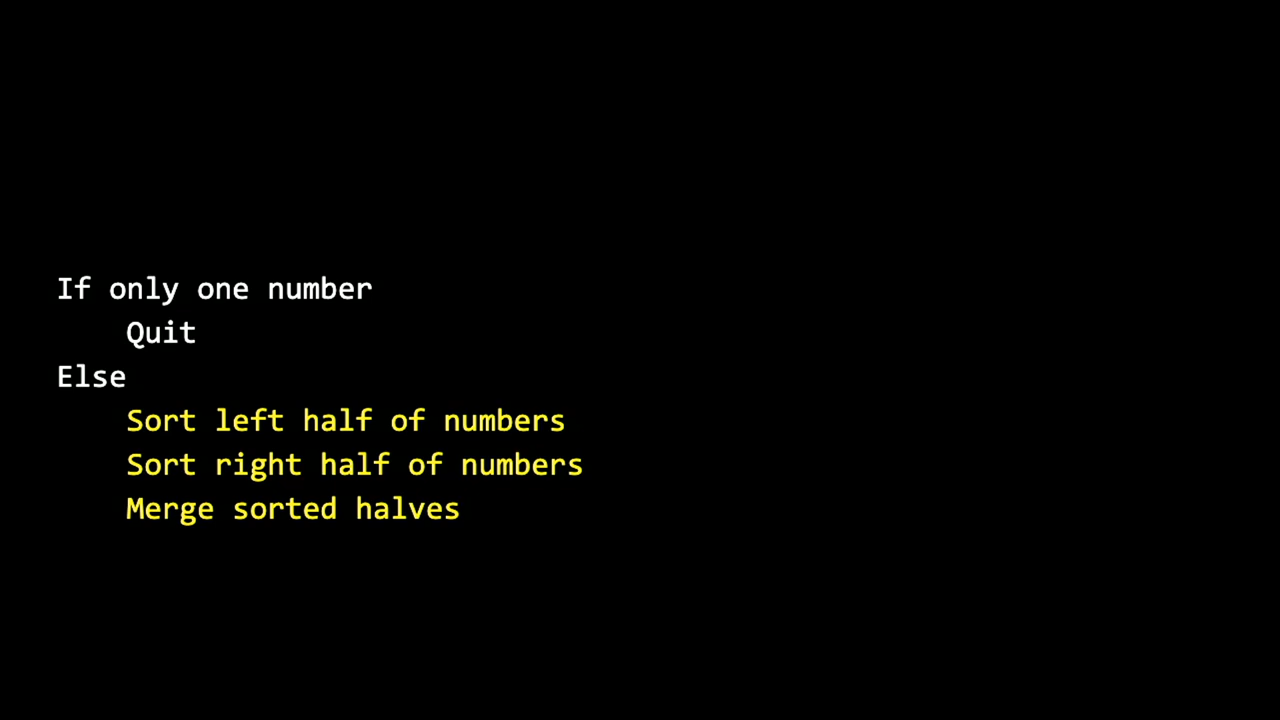 If only one number
Quit
Else
Sort left half of numbers
Sort right half of numbers
Merge sorted halves